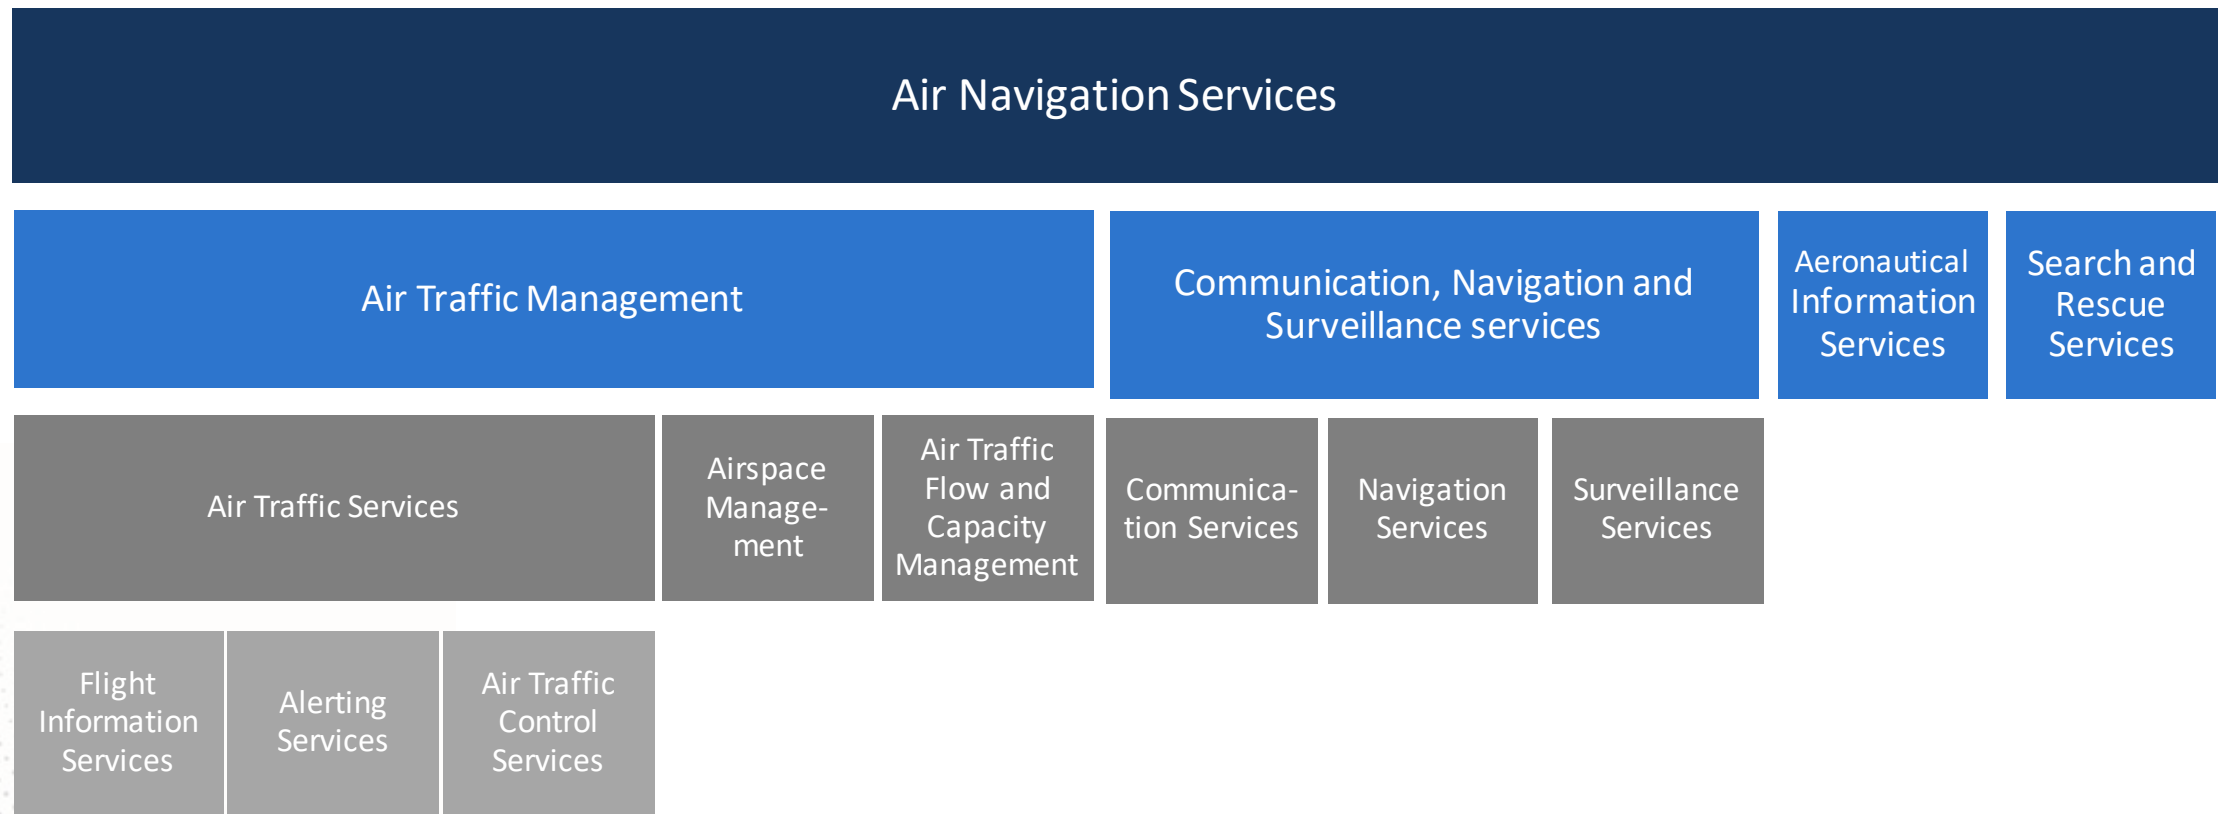 Air Navigation Services
Air Traffic Management
Communication, Navigation and
Surveillance services
Aeronautical
Information
Services
Search and
Rescue
Services
Air Traffic Services
Airspace
Manage-
ment
Air Traffic
Flow and
Capacity
Management
Communica-
tion Services
Navigation
Services
Surveillance
Services
Flight
Information
Services
Alerting
Services
Air Traffic
Control
Services